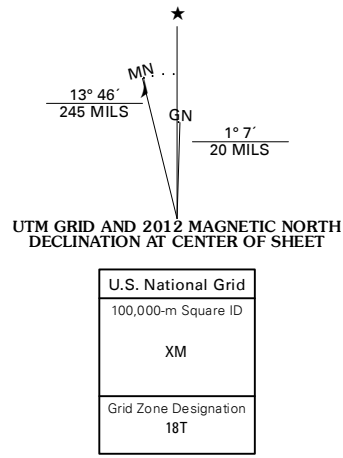 ★
MN
GN
13° 46´
245 MILS
1° 7´
20 MILS
UTM GRID AND 2012 MAGNETIC NORTH
DECLINATION AT CENTER OF SHEET
U.S. National Grid
100,000-m Square ID
XM
Grid Zone Designation
18T